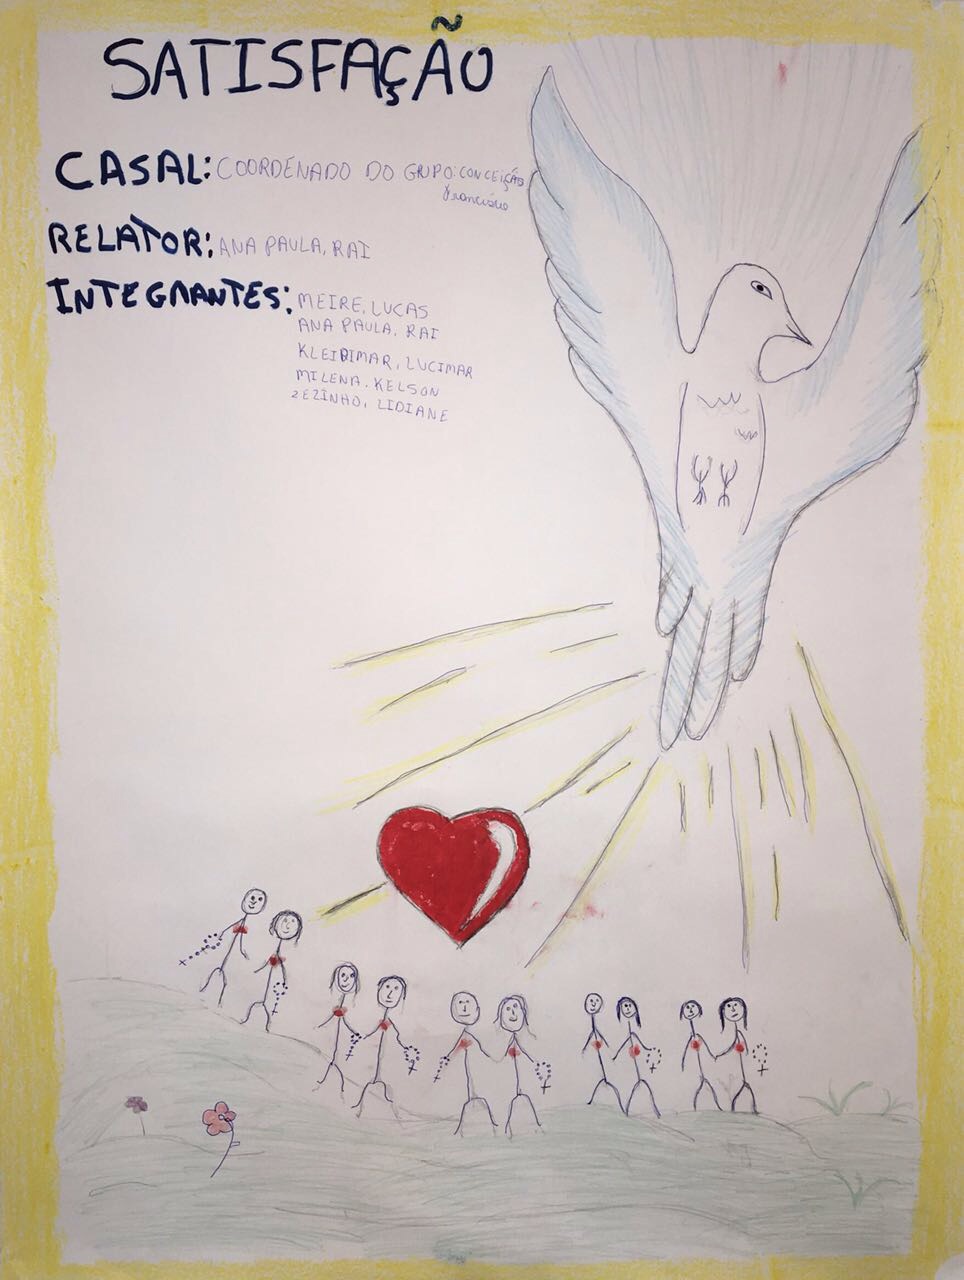 SATISFAÇÃO
CASAL: COORDENADO DO GRUPO: CONCEIÇÃO
Francisco
RELATOR: ANA PAULA, RAI
INTEGRANTES: MEIRE, LUCAS
ANA PAULA, RAI
KLEIDIMAR, LUCIMAR
MILENA, KELSON
ZEZINHO, LIDIANE